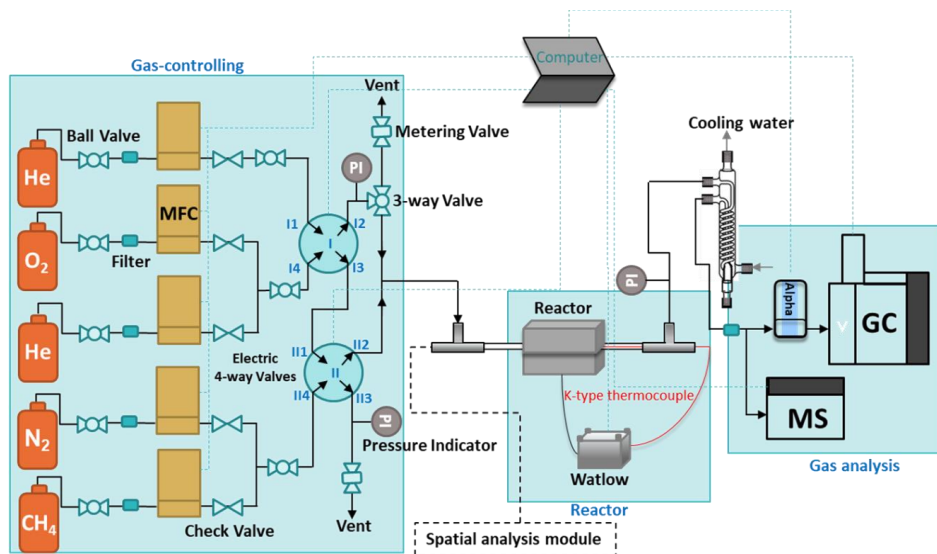 Gas-controlling
Vent
Computer
Ball Valve
Metering Valve
Cooling water
He
PI
MFC
3-way Valve
I1
I2
I
O2
Filter
I4
I3
PI
Reactor
Alpha
V
GC
He
Electric
4-way Valves
II1
II2
II
II4
II3
K-type thermocouple
MS
N2
PI
Pressure Indicator
Watlow
Gas analysis
CH4
Check Valve
Vent
Reactor
Spatial analysis module